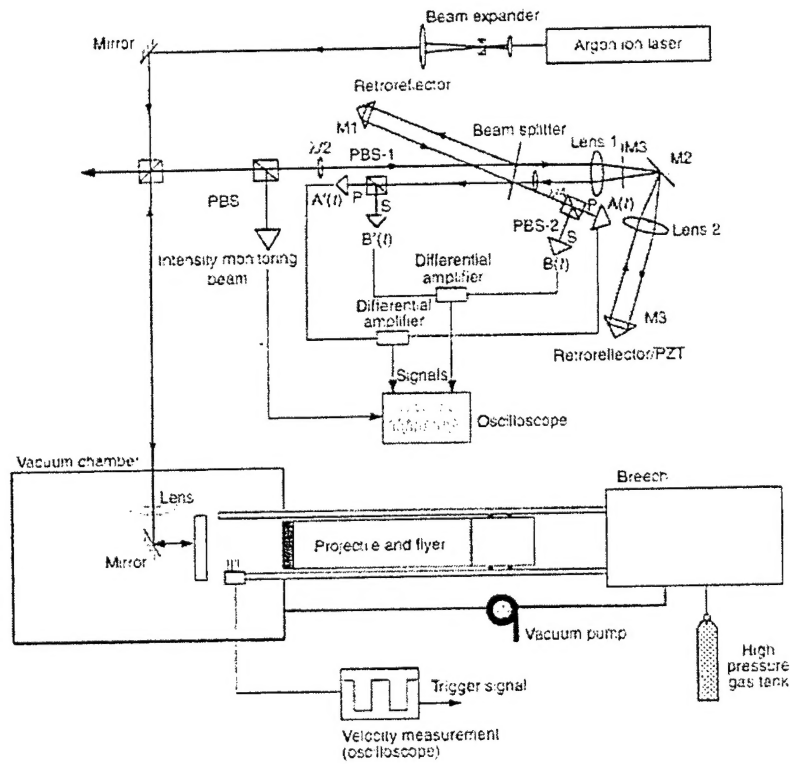 Beam expander
Mirror
Argon ion laser
Retroreflector
M1
Beam splitter
Lens 1
M3
M2
λ/2
PBS-1
PBS
A'(t)
P
S
B'(t)
λ/4
P
A(t)
PBS-2
S
B(t)
Lens 2
Intensity monitoring
beam
Differential
amplifier
Differential
amplifier
M3
Retroreflector/PZT
Signals
Oscilloscope
Vacuum chamber
Lens
Mirror
Breech
Projectile and flyer
Vacuum pump
High
pressure
gas tank
Trigger signal
Velocity measurement
(oscilloscope)